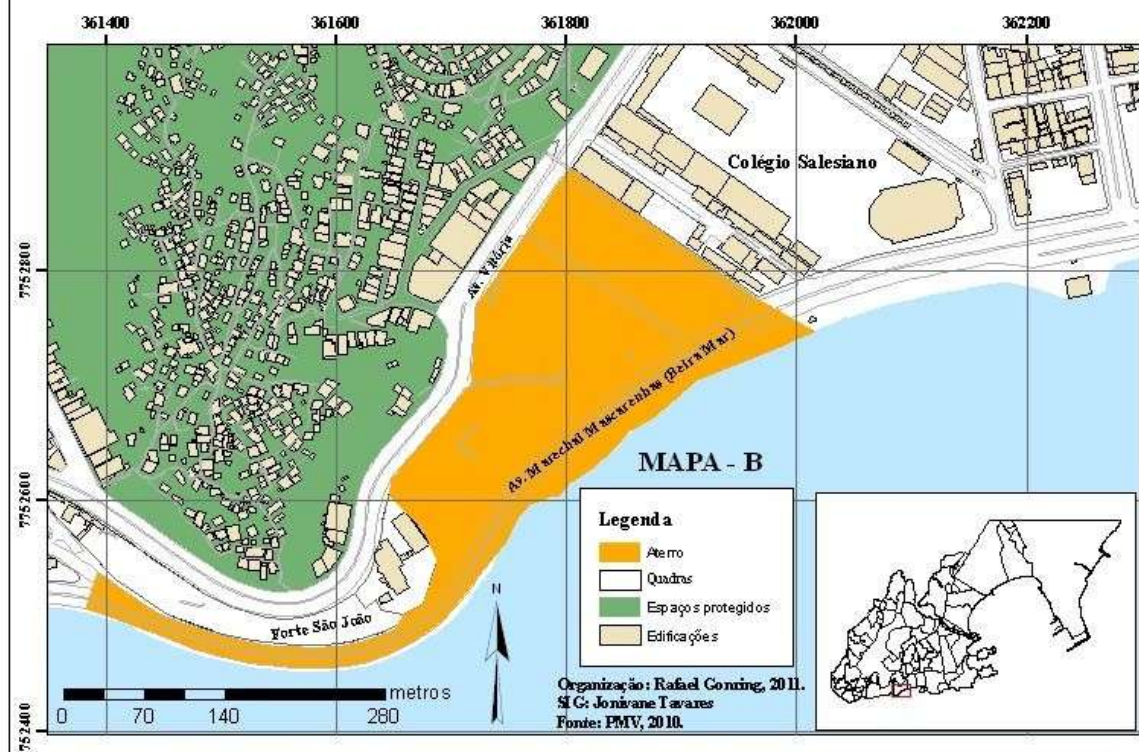 361400 361600 361800 362000 362200
Colégio Salesiano
Av. Vitória
7752800
Av. Marechal Mascarenhas (Beira Mar)
MAPA - B
7752600
Legenda
Aterro
Quadras
Espaços protegidos
Edificações
N
Forte São João
metros
0 70 140 280
Organização: Rafael Gonring, 2011.
SIG: Jonivane Tavares
Fonte: PMV, 2010.
752400